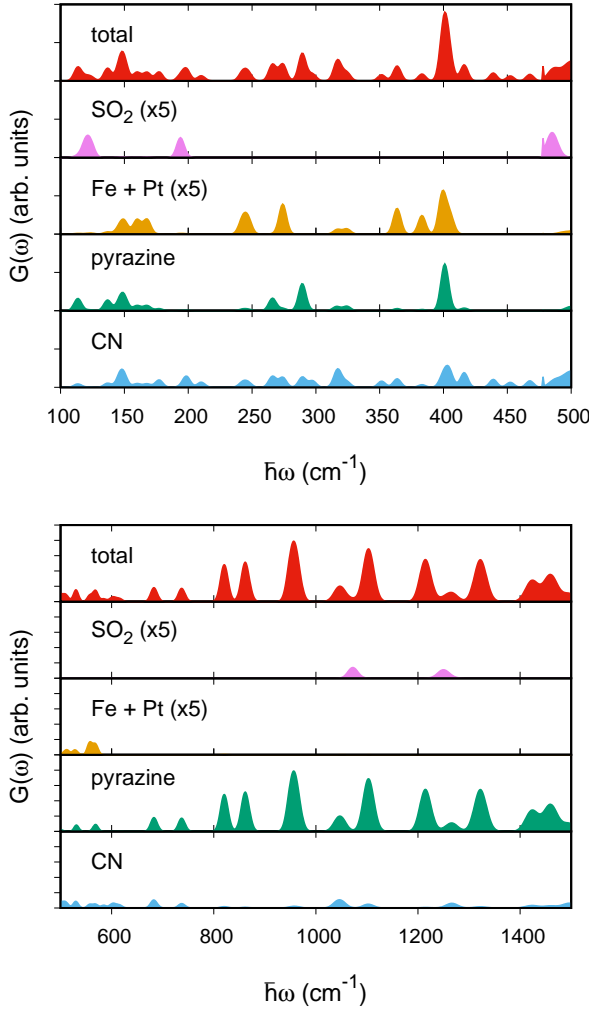 total
SO₂ (x5)
Fe + Pt (x5)
pyrazine
CN
G(ω) (arb. units)
100 150 200 250 300 350 400 450 500
ħω (cm⁻¹)
total
SO₂ (x5)
Fe + Pt (x5)
pyrazine
CN
G(ω) (arb. units)
600 800 1000 1200 1400
ħω (cm⁻¹)